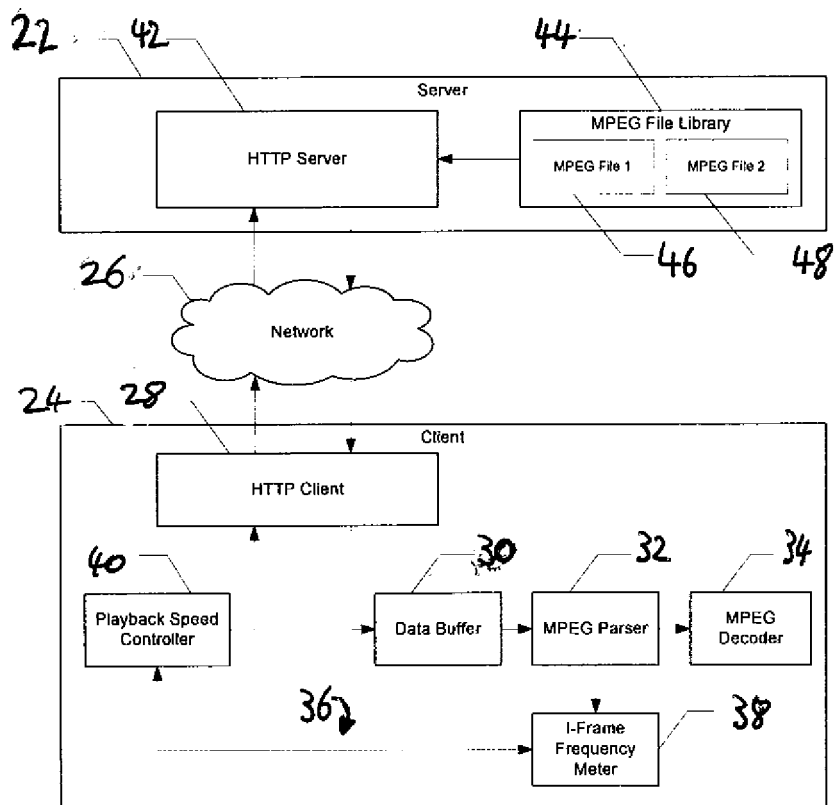 22
42
44
Server
HTTP Server
MPEG File Library
MPEG File 1
MPEG File 2
26
46
48
Network
24
28
Client
HTTP Client
40
30
32
34
Playback Speed
Controller
Data Buffer
MPEG Parser
MPEG
Decoder
36
38
I-Frame
Frequency
Meter